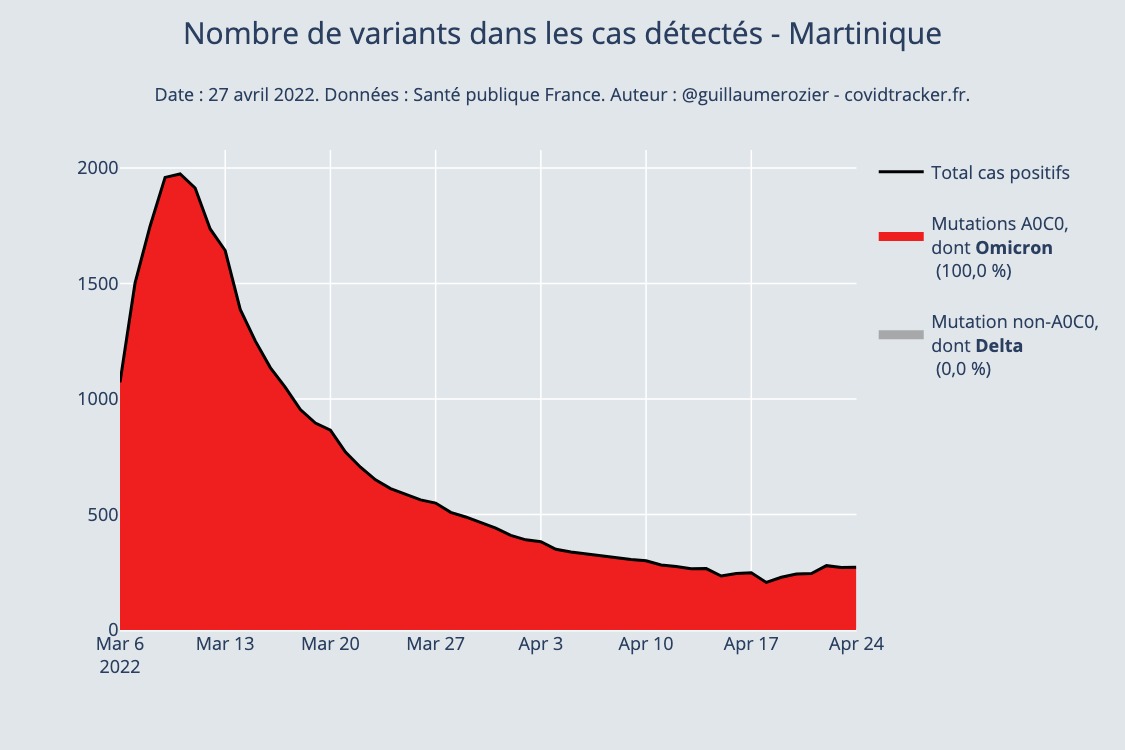 Nombre de variants dans les cas détectés - Martinique
Date : 27 avril 2022. Données : Santé publique France. Auteur : @guillaumerozier - covidtracker.fr.
2000
1500
1000
500
0
Mar 6
2022
Mar 13
Mar 20
Mar 27
Apr 3
Apr 10
Apr 17
Apr 24
Total cas positifs
Mutations A0C0,
dont Omicron
(100,0 %)
Mutation non-A0C0,
dont Delta
(0,0 %)